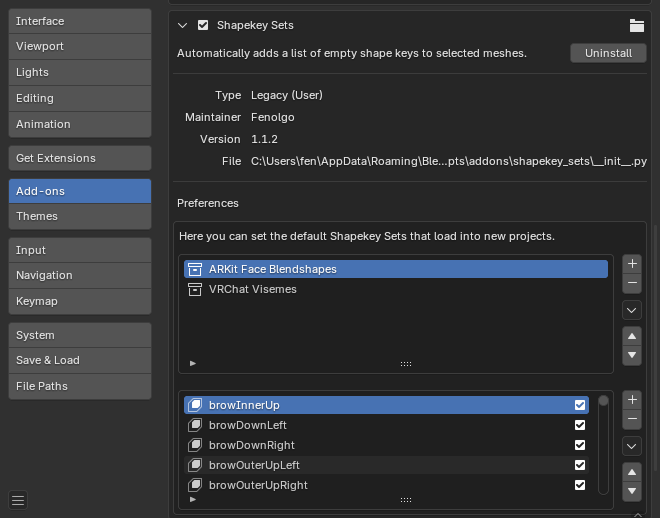 Interface
Viewport
Lights
Editing
Animation
Get Extensions
Add-ons
Themes
Input
Navigation
Keymap
System
Save & Load
File Paths
Shapekey Sets
Automatically adds a list of empty shape keys to selected meshes.
Uninstall
Type Legacy (User)
Maintainer Fenolgo
Version 1.1.2
File C:\Users\fen\AppData\Roaming\Ble...pts\addons\shapekey_sets\__init__.py
Preferences
Here you can set the default Shapekey Sets that load into new projects.
ARKit Face Blendshapes
VRChat Visemes
browInnerUp
browDownLeft
browDownRight
browOuterUpLeft
browOuterUpRight